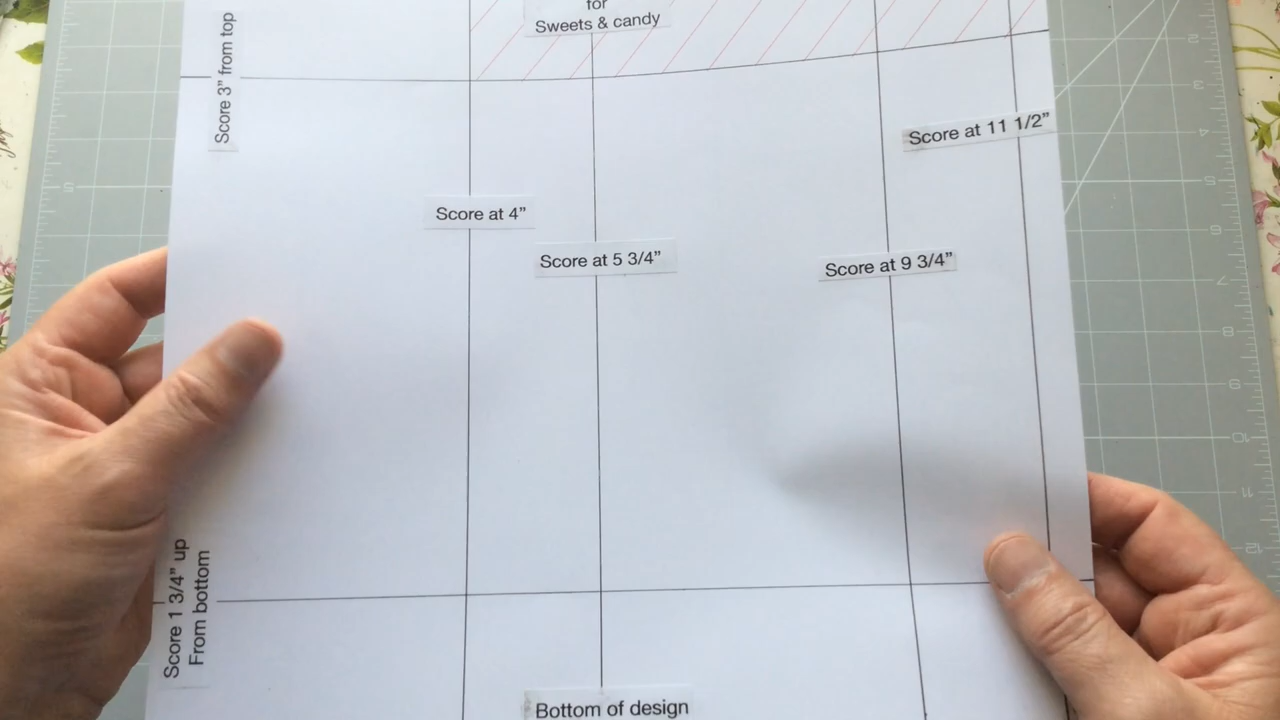 for
Sweets & candy
Score 3” from top
Score at 11 1/2”
Score at 4”
Score at 5 3/4”
Score at 9 3/4”
Score 1 3/4” up
From bottom
Bottom of design